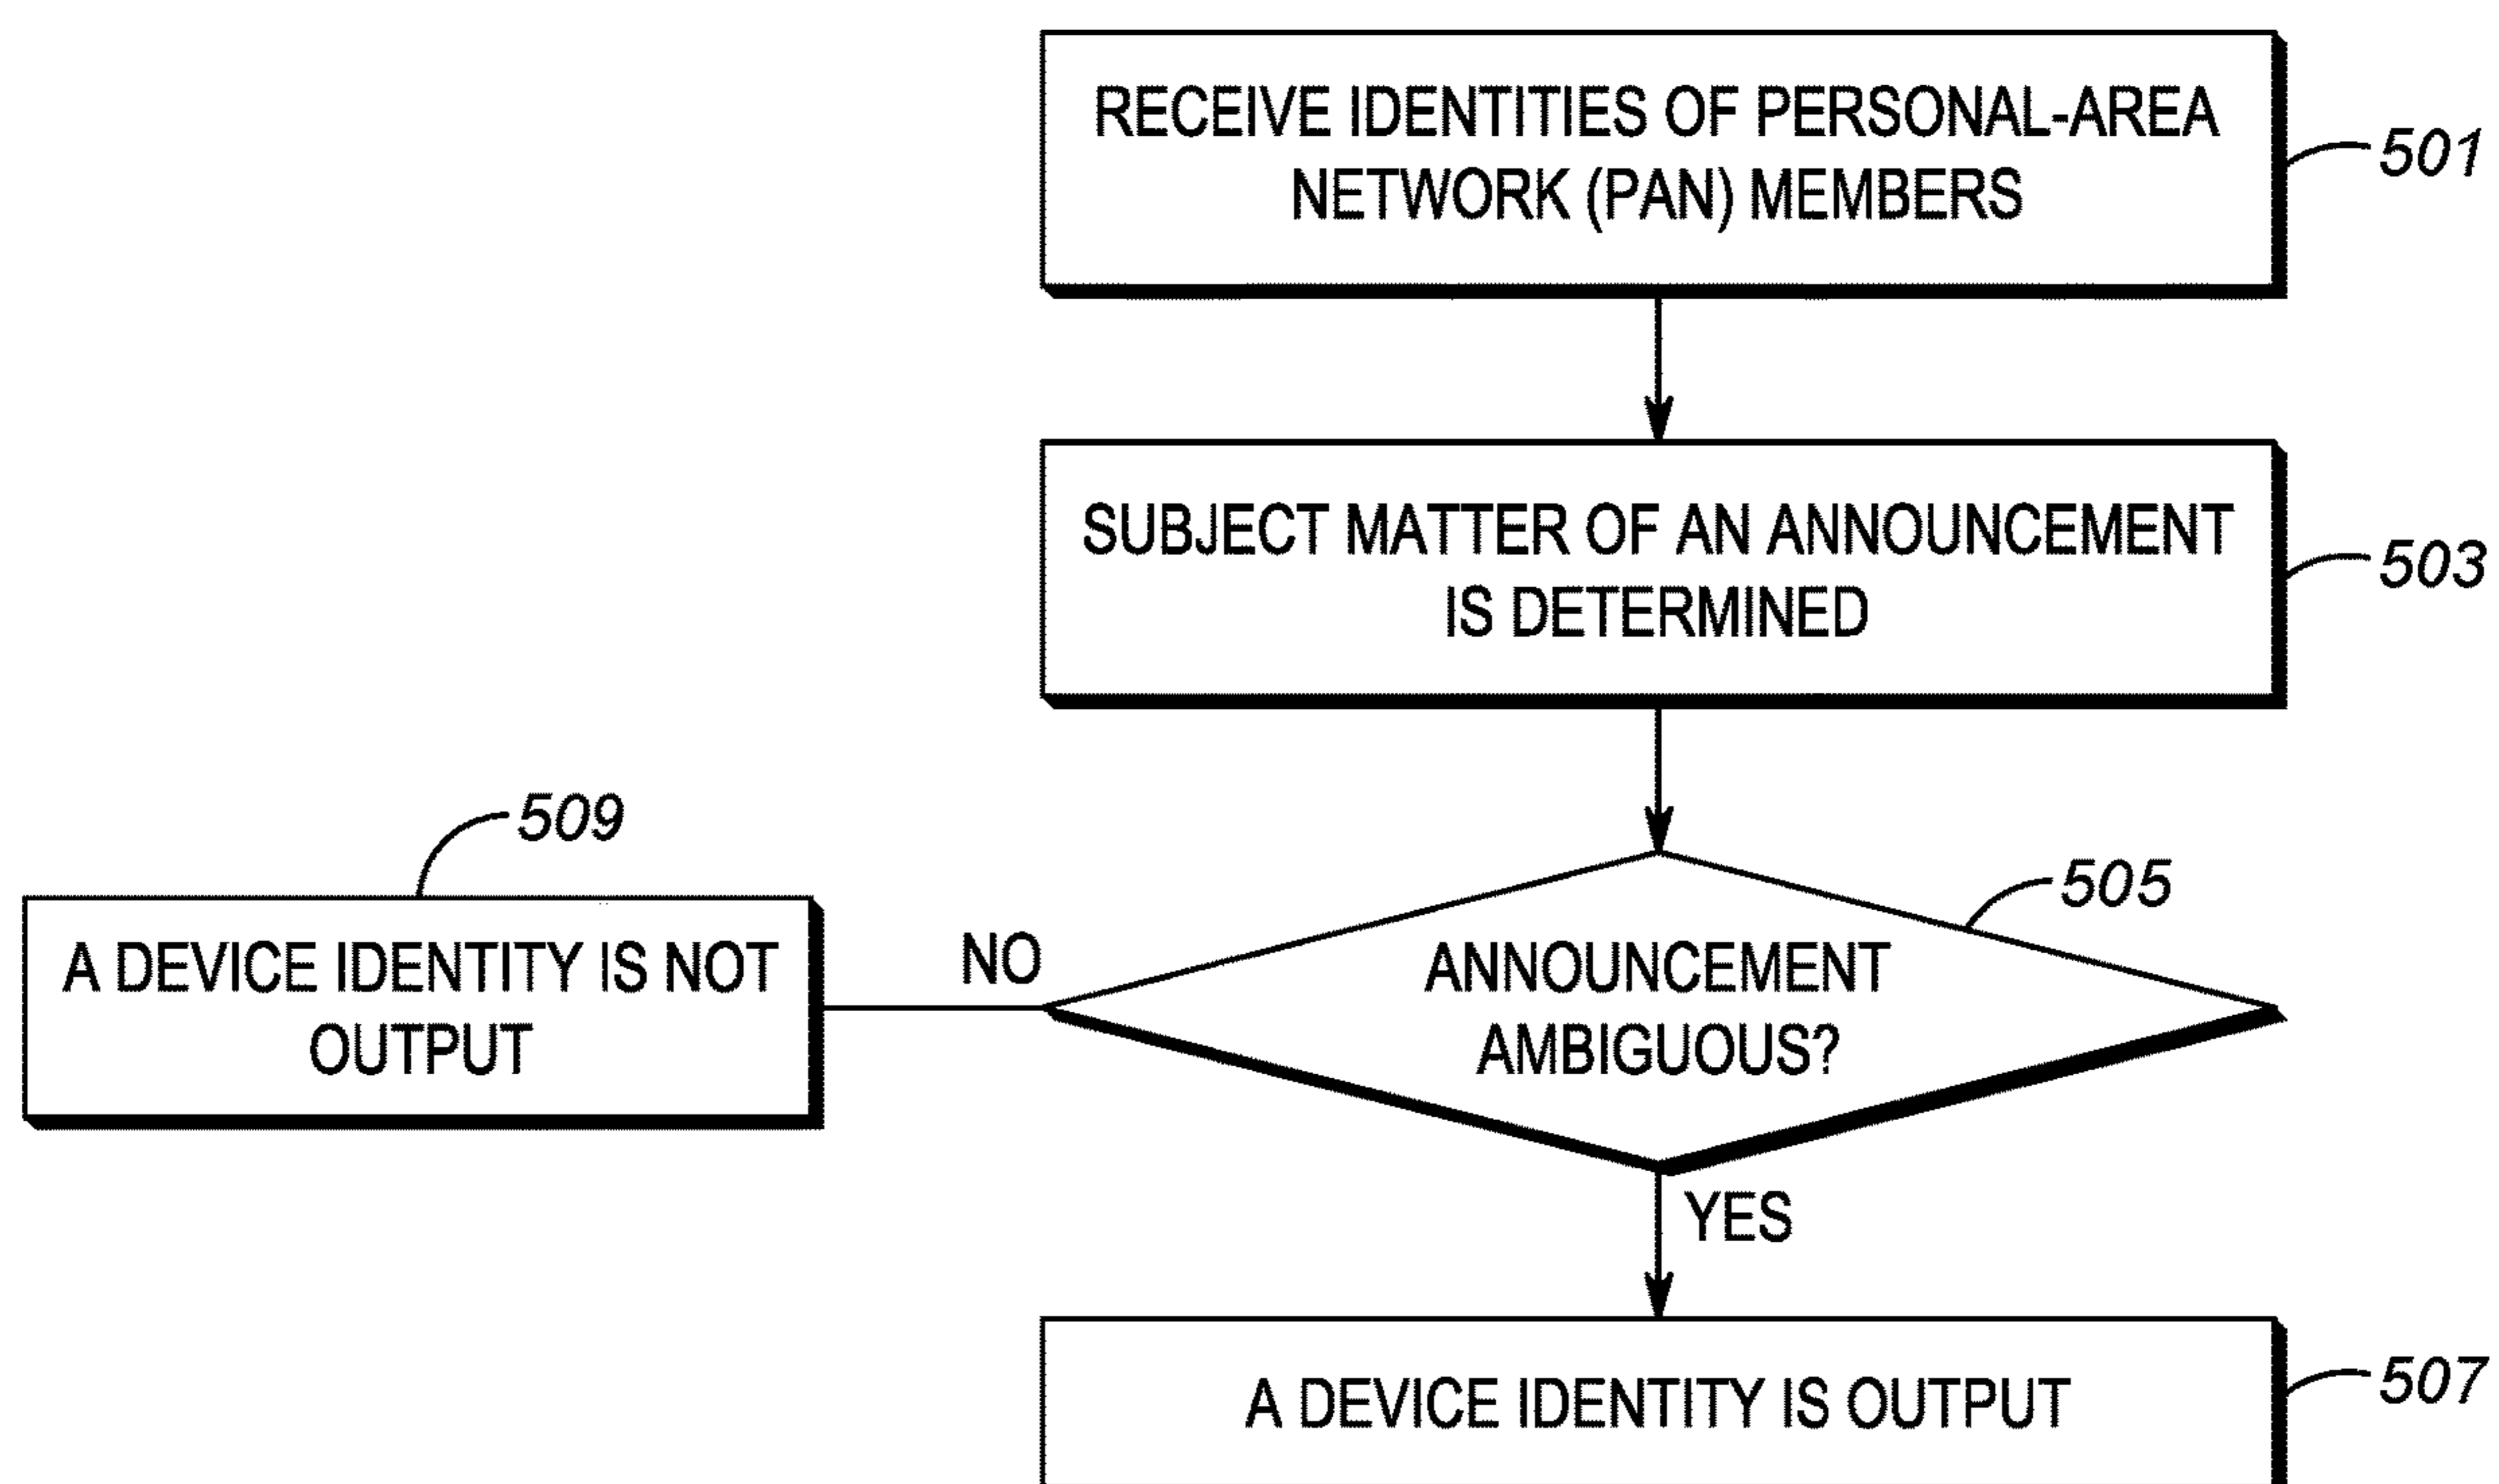 RECEIVE IDENTITIES OF PERSONAL-AREA
NETWORK (PAN) MEMBERS
501
SUBJECT MATTER OF AN ANNOUNCEMENT
IS DETERMINED
503
509
505
A DEVICE IDENTITY IS NOT
OUTPUT
NO
ANNOUNCEMENT
AMBIGUOUS?
YES
A DEVICE IDENTITY IS OUTPUT
507